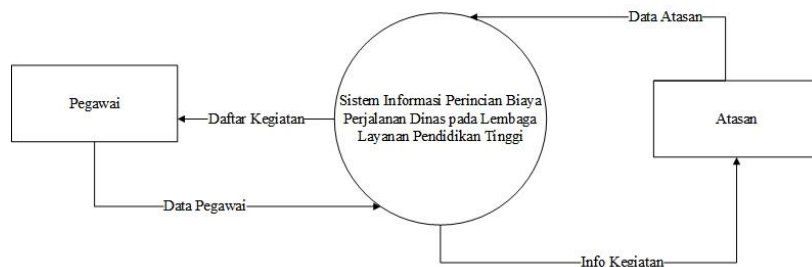 Data Atasan
Pegawai
Sistem Informasi Perincian Biaya
Perjalanan Dinas pada Lembaga
Layanan Pendidikan Tinggi
Daftar Kegiatan
Atasan
Data Pegawai
Info Kegiatan